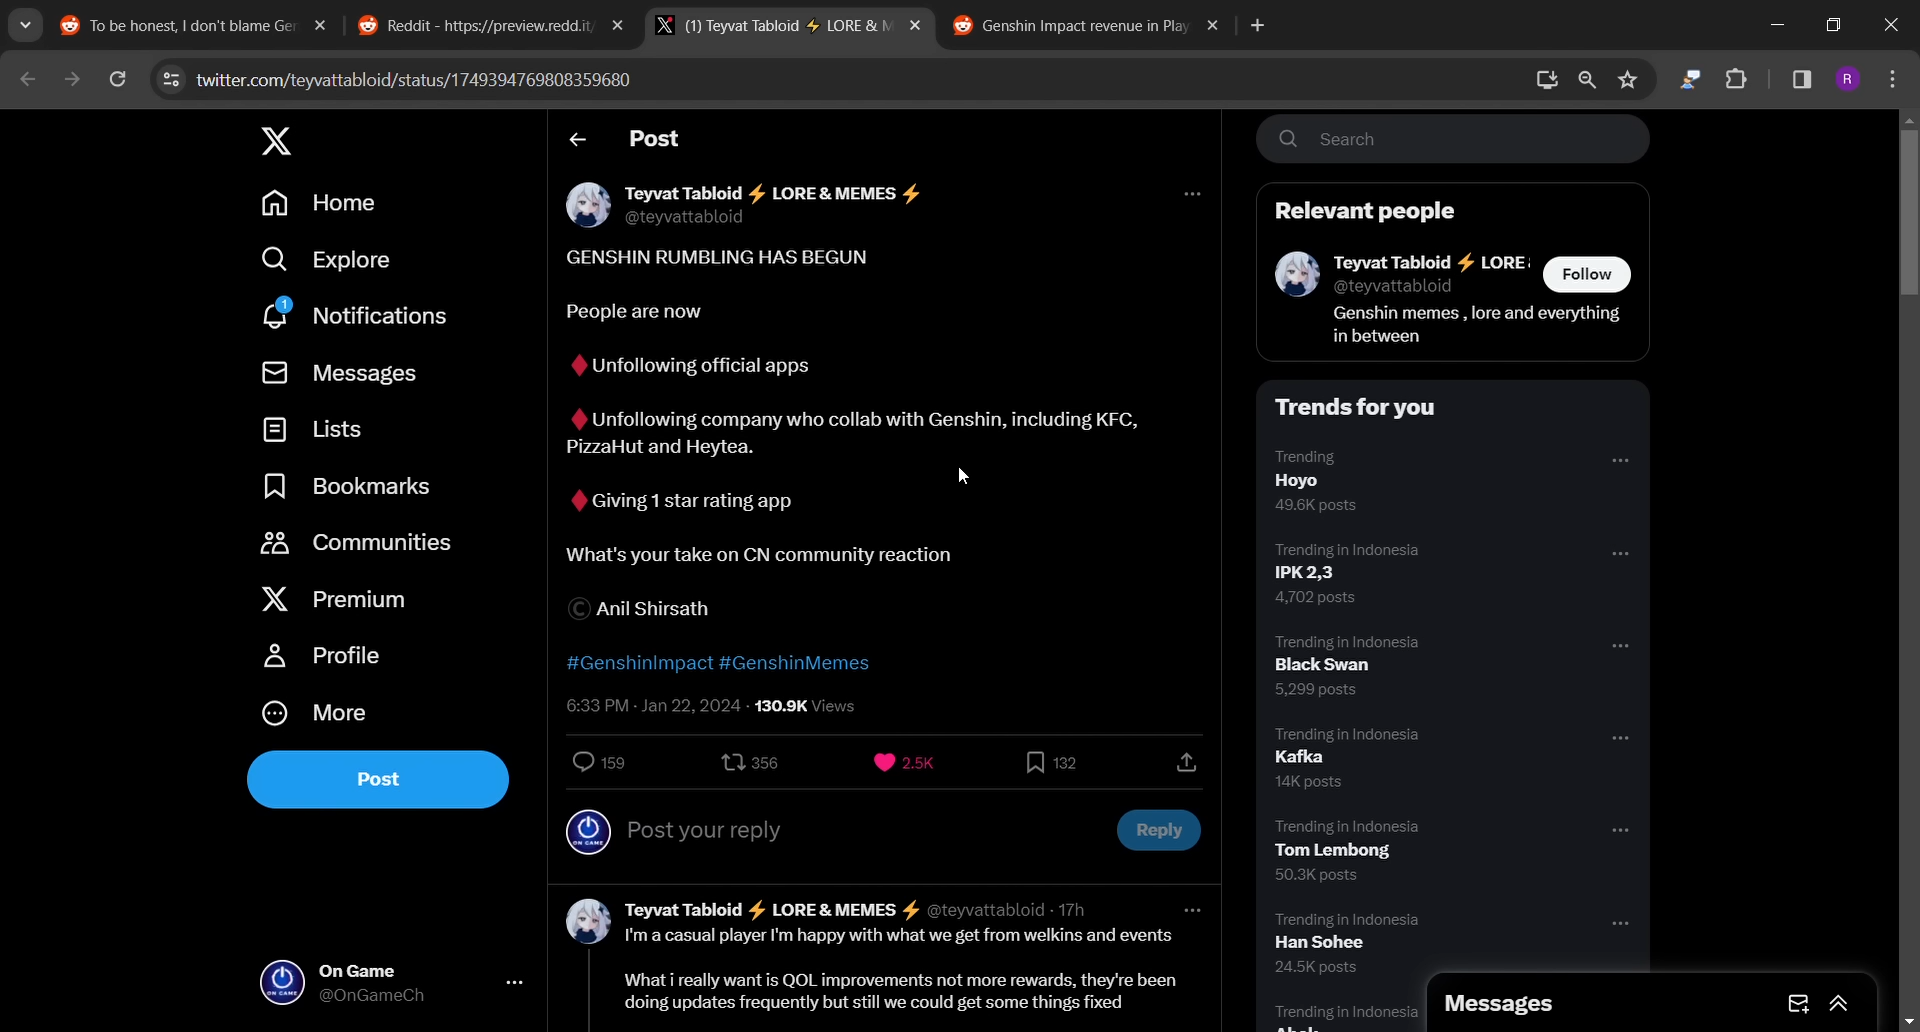 To be honest, I don't blame Gen
Reddit - https://preview.redd.it/
(1) Teyvat Tabloid ⚡ LORE & M
Genshin Impact revenue in Play
twitter.com/teyvattabloid/status/1749394769808359680
R
Home
Explore
1
Notifications
Messages
Lists
Bookmarks
Communities
Premium
Profile
More
Post
On Game
@OnGameCh
Post
Teyvat Tabloid ⚡ LORE & MEMES ⚡
@teyvattabloid
GENSHIN RUMBLING HAS BEGUN
People are now
♦️Unfollowing official apps
♦️Unfollowing company who collab with Genshin, including KFC,
PizzaHut and Heytea.
♦️Giving 1 star rating app
What's your take on CN community reaction
©️ Anil Shirsath
#GenshinImpact #GenshinMemes
6:33 PM · Jan 22, 2024 · 130.9K Views
159 356 2.5K 132
ON GAME
Post your reply
Reply
Teyvat Tabloid ⚡ LORE & MEMES ⚡ @teyvattabloid · 17h
I'm a casual player I'm happy with what we get from welkins and events
What i really want is QOL improvements not more rewards, they're been
doing updates frequently but still we could get some things fixed
Search
Relevant people
Teyvat Tabloid ⚡ LORE
@teyvattabloid
Follow
Genshin memes , lore and everything
in between
Trends for you
Trending
Hoyo
49.6K posts
Trending in Indonesia
IPK 2,3
4,702 posts
Trending in Indonesia
Black Swan
5,299 posts
Trending in Indonesia
Kafka
14K posts
Trending in Indonesia
Tom Lembong
50.3K posts
Trending in Indonesia
Han Sohee
24.5K posts
Trending in Indonesia
Messages